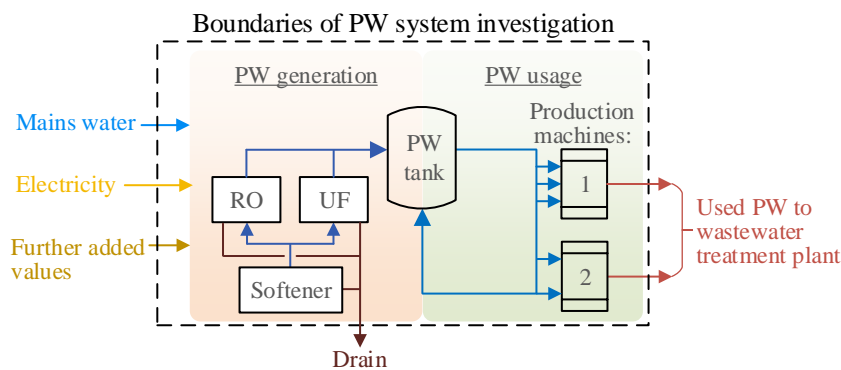 Boundaries of PW system investigation
PW generation
PW usage
Mains water
Electricity
Further added
values
RO
UF
Softener
Drain
PW
tank
Production
machines:
1
2
Used PW to
wastewater
treatment plant